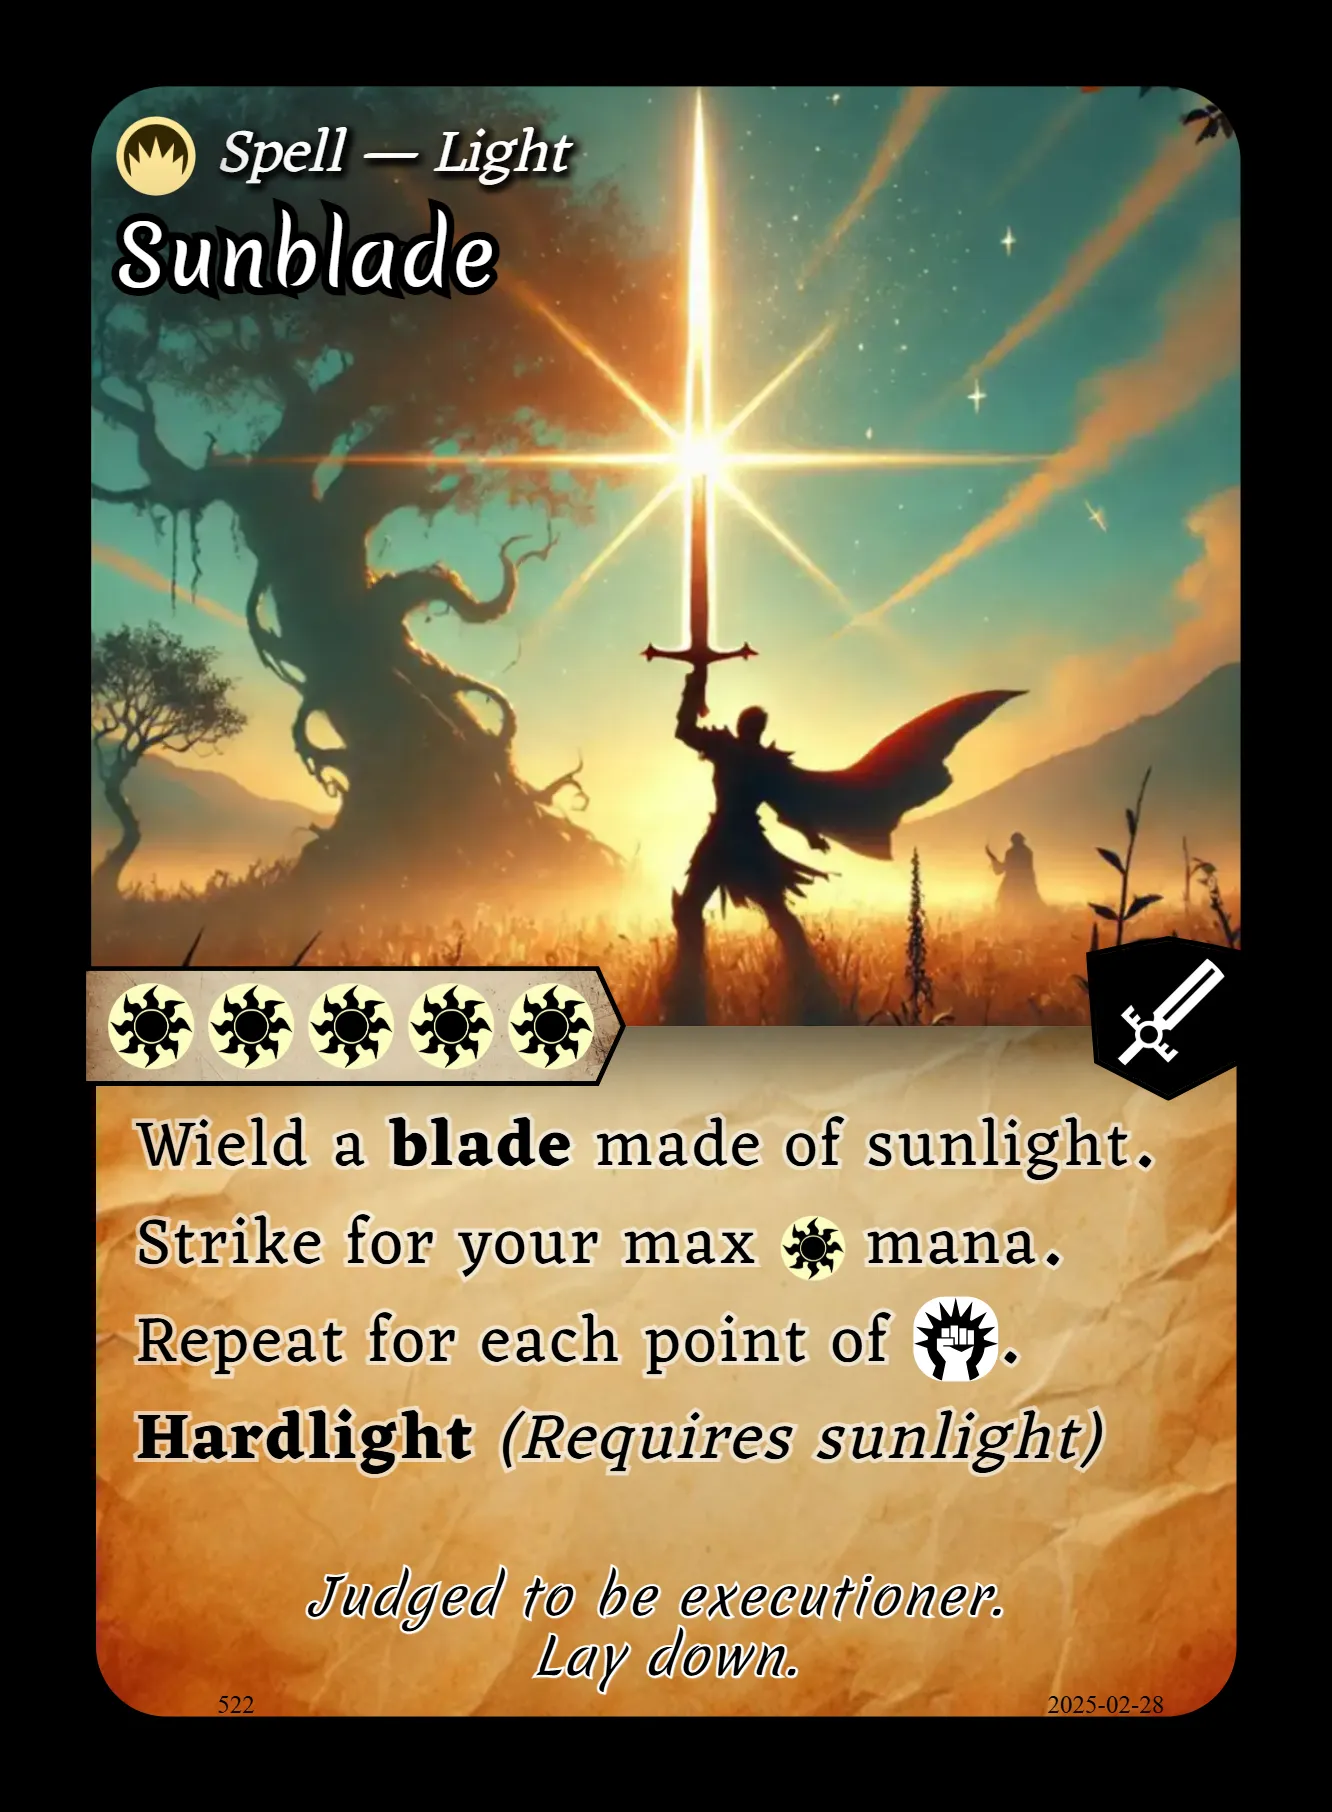 Spell — Light
Sunblade
Wield a blade made of sunlight.
Strike for your max mana.
Repeat for each point of .
Hardlight (Requires sunlight)
Judged to be executioner.
Lay down.
522
2025-02-28